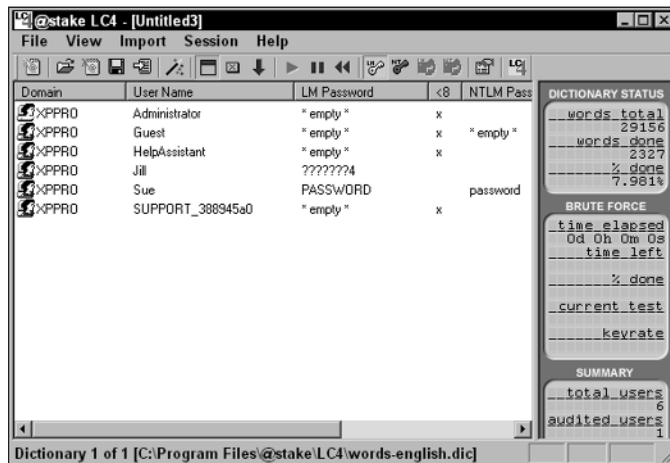 @stake LC4 - [Untitled3]
File View Import Session Help
Domain User Name LM Password <8 NTLM Pass
XPPRO Administrator * empty * x
XPPRO Guest * empty * x * empty *
XPPRO HelpAssistant * empty * x
XPPRO Jill ???????4
XPPRO Sue PASSWORD password
XPPRO SUPPORT_388945a0 * empty * x
DICTIONARY STATUS
words total
29156
words done
2327
% done
7.981%
BRUTE FORCE
time elapsed
0d 0h 0m 0s
time left
% done
current test
keyrate
SUMMARY
total users
6
audited users
1
Dictionary 1 of 1 [C:\Program Files\@stake\LC4\words-english.dic]